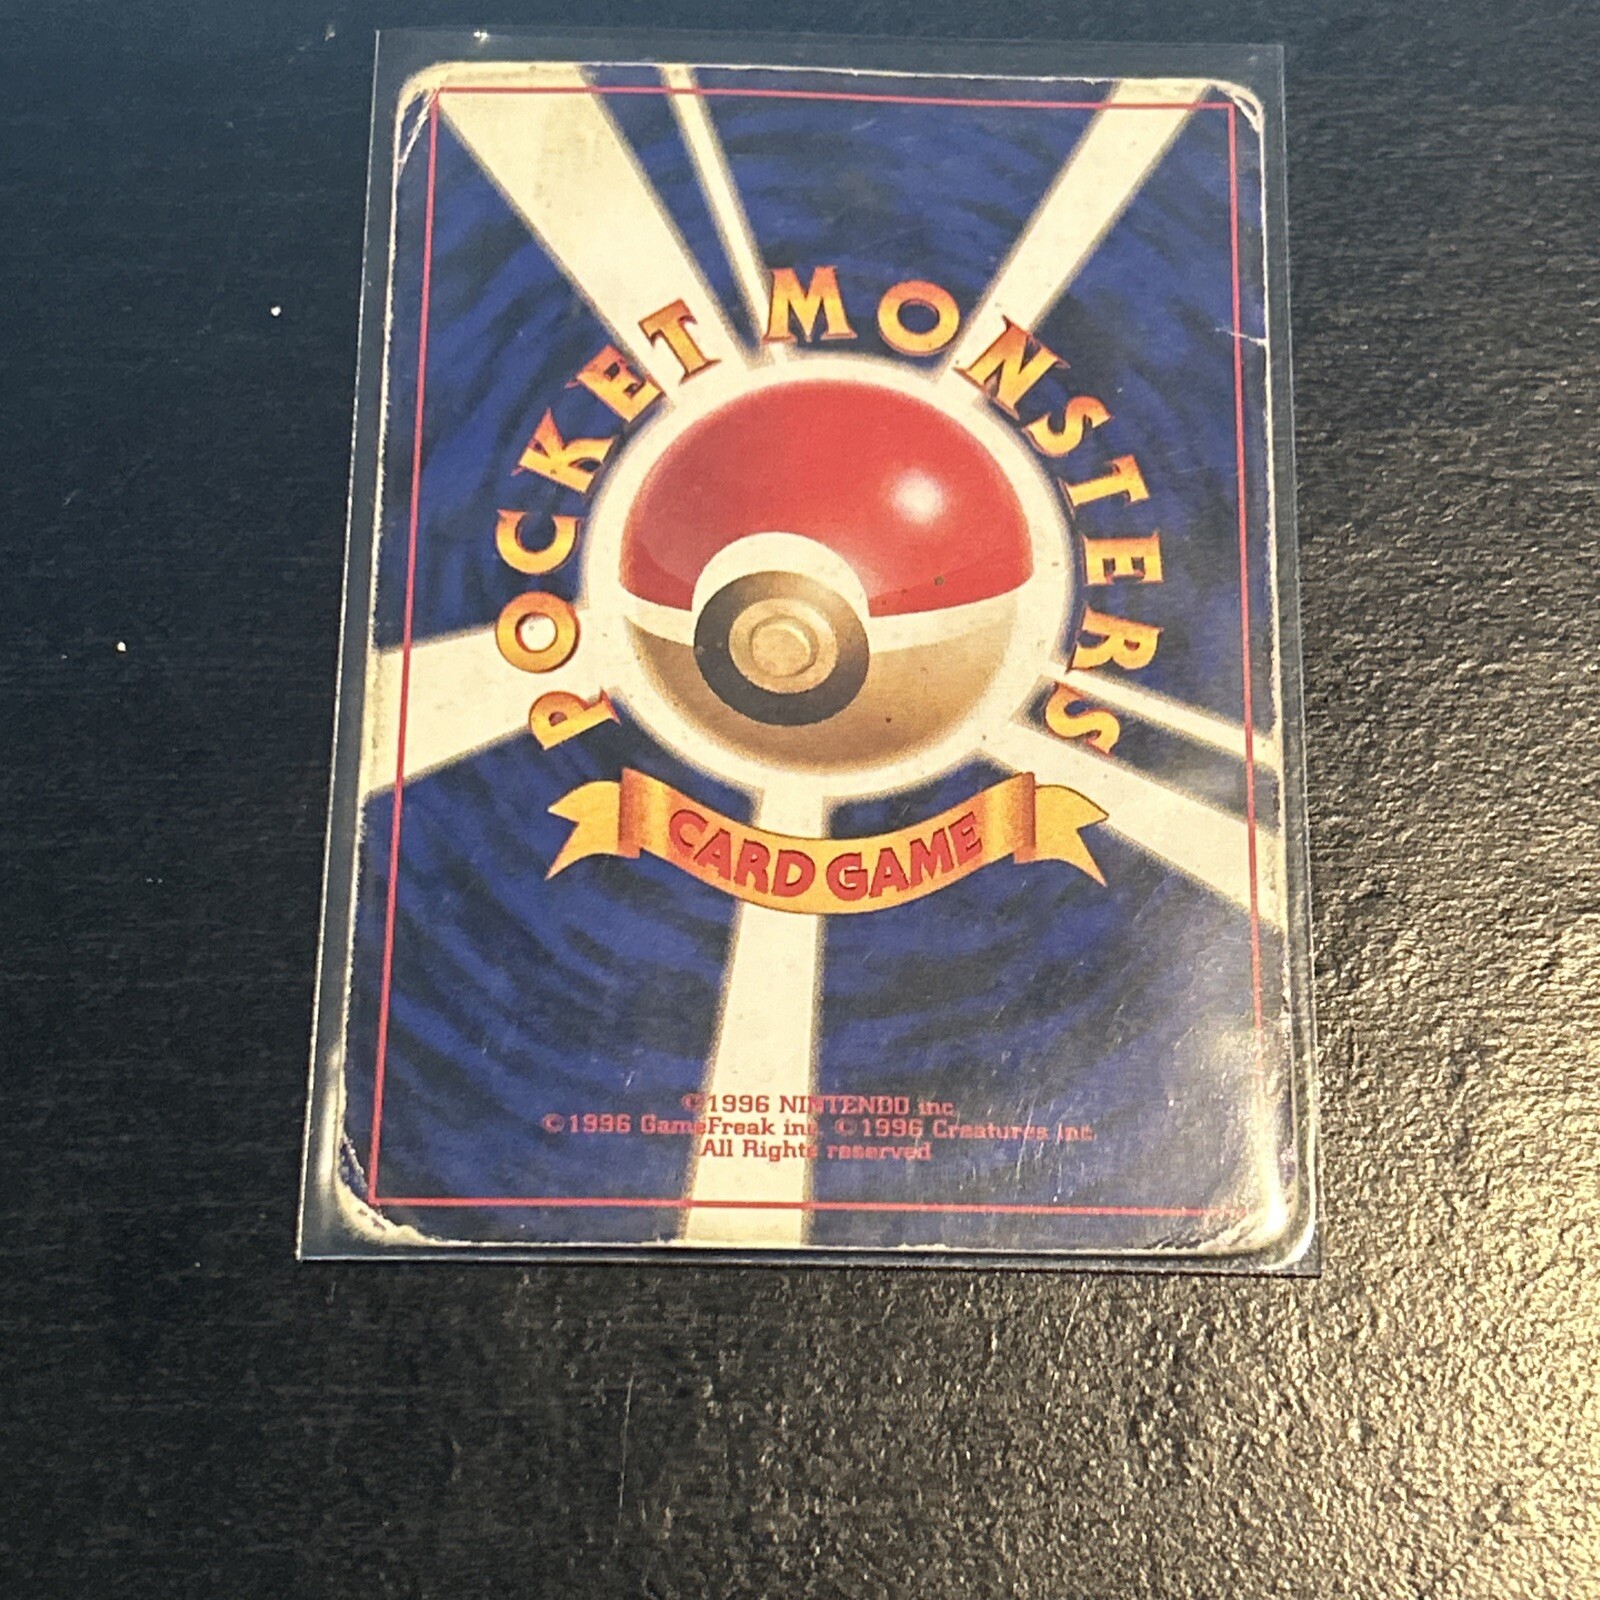 POCKET MONSTERS
CARD GAME
©1996 NINTENDO inc.
©1996 GameFreak inc. ©1996 Creatures inc.
All Rights reserved